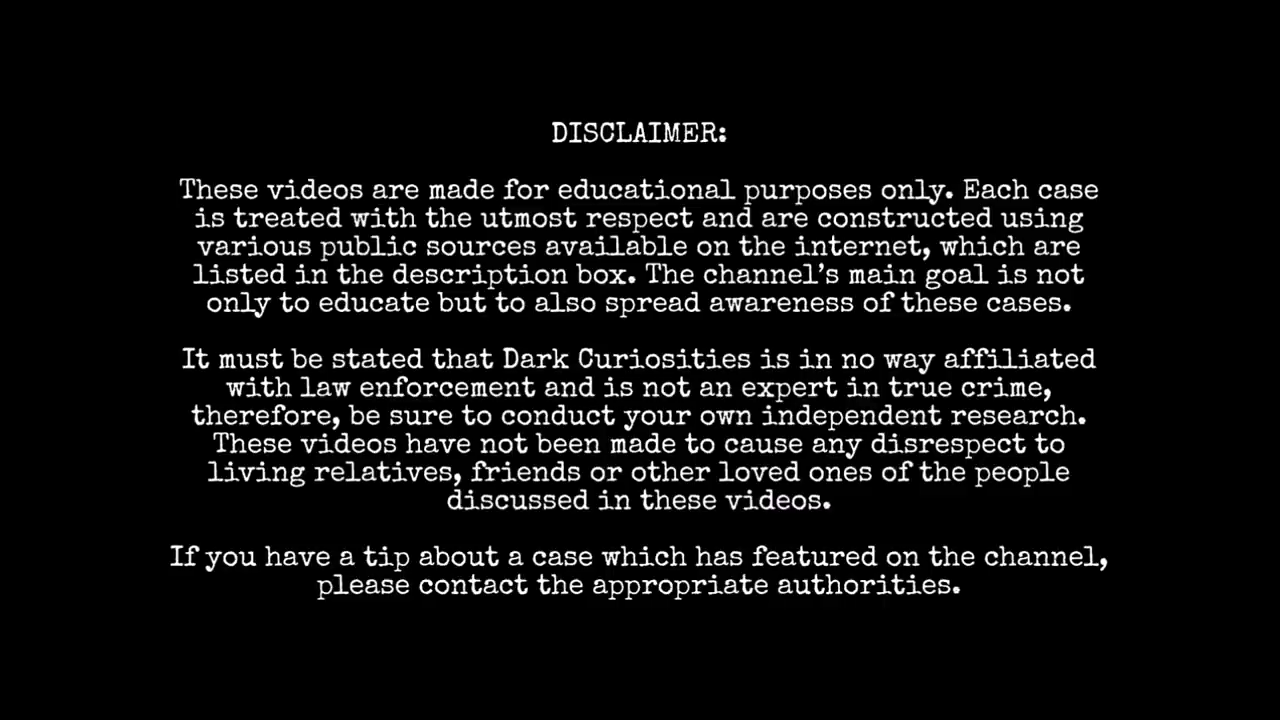 DISCLAIMER:
These videos are made for educational purposes only. Each case
is treated with the utmost respect and are constructed using
various public sources available on the internet, which are
listed in the description box. The channel's main goal is not
only to educate but to also spread awareness of these cases.
It must be stated that Dark Curiosities is in no way affiliated
with law enforcement and is not an expert in true crime,
therefore, be sure to conduct your own independent research.
These videos have not been made to cause any disrespect to
living relatives, friends or other loved ones of the people
discussed in these videos.
If you have a tip about a case which has featured on the channel,
please contact the appropriate authorities.